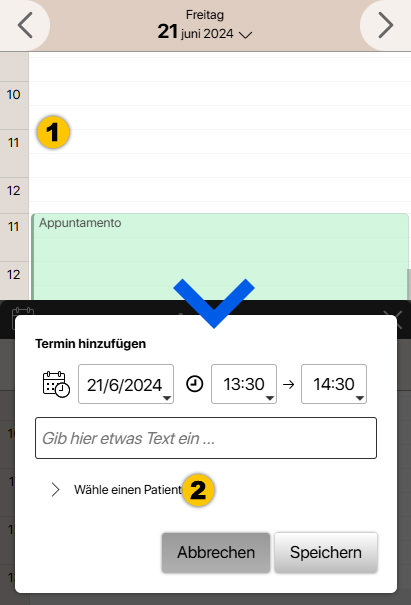 Freitag
21 juni 2024
10
11
1
12
11
Appuntamento
12
Termin hinzufügen
21/6/2024
13:30
14:30
Gib hier etwas Text ein ...
Wähle einen Patient
2
Abbrechen
Speichern